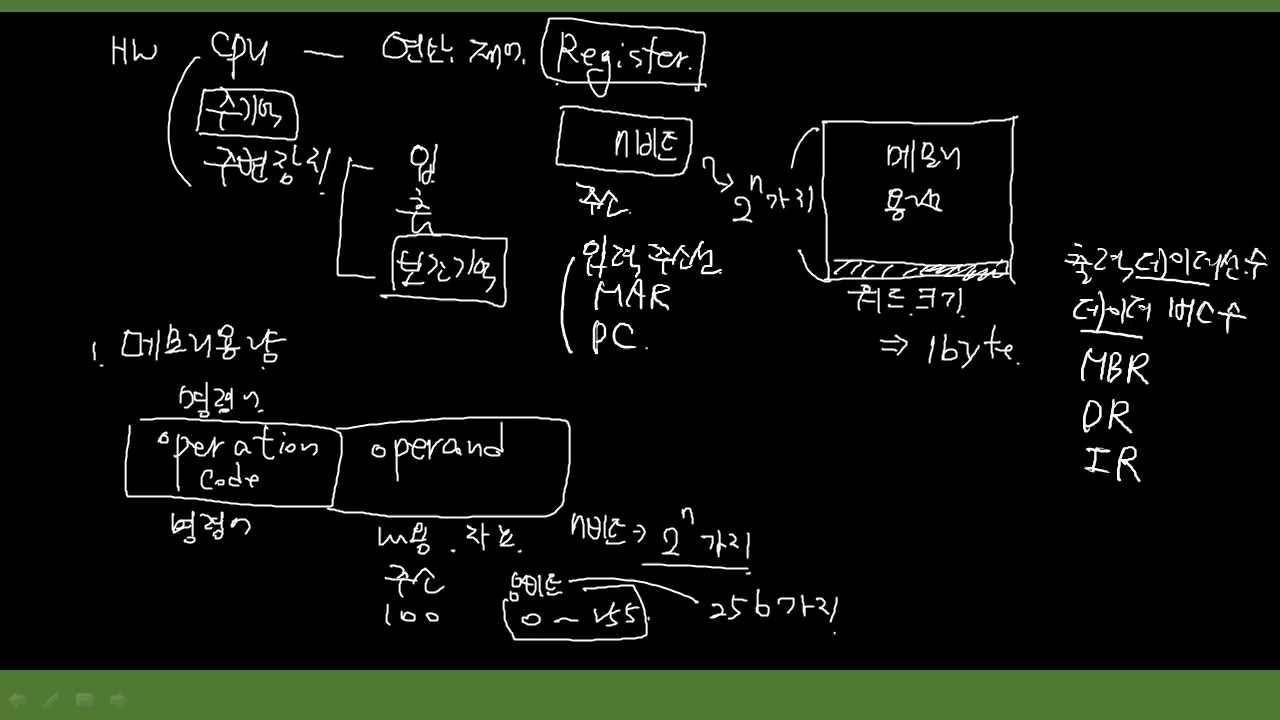 HW CPU — 연산. 제어. Register.
주기억
주변장치.
입
출
보조기억
n비트
주소.
입력, 주소선
MAR
PC.
2^n가지
메모리
용량
워드크기
⇒ 1byte.
출력, 데이터선수
데이터 버스수
MBR
DR
IR
1. 메모리용량
명령어
operation code
operand
명령어
내용. 자료.
주소
100
n비트 → 2^n가지
8비트
0 ~ 255
256가지.